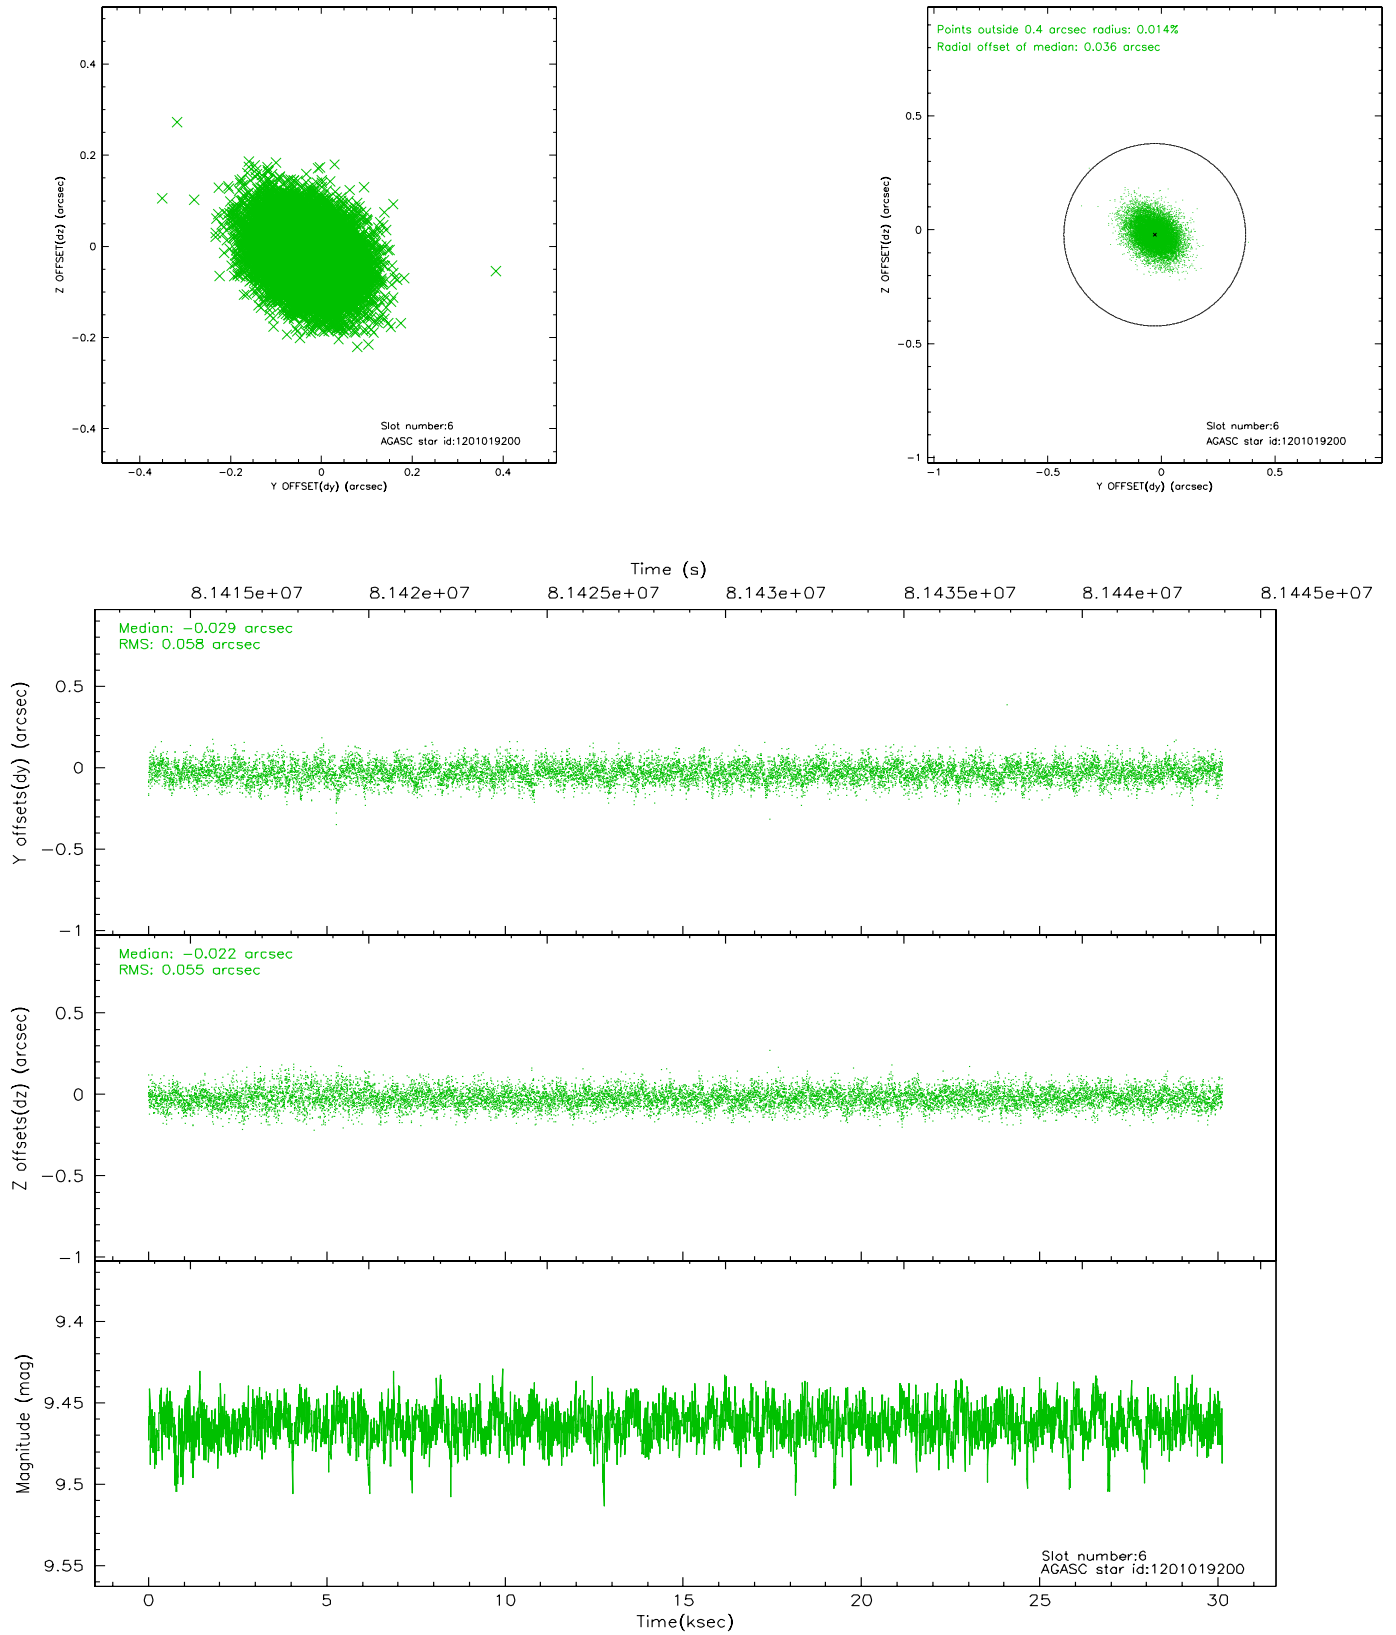 0.4
0.2
0
−0.2
−0.4
Z OFFSET(dz) (arcsec)
Slot number:6
AGASC star id:1201019200
−0.4 −0.2 0 0.2 0.4
Y OFFSET(dy) (arcsec)
Points outside 0.4 arcsec radius: 0.014%
Radial offset of median: 0.036 arcsec
0.5
0
−0.5
−1
Z OFFSET(dz) (arcsec)
Slot number:6
AGASC star id:1201019200
−1 −0.5 0 0.5
Y OFFSET(dy) (arcsec)
Time (s)
8.1415e+07 8.142e+07 8.1425e+07 8.143e+07 8.1435e+07 8.144e+07 8.1445e+07
Median: −0.029 arcsec
RMS: 0.058 arcsec
0.5
0
−0.5
−1
Y offsets(dy) (arcsec)
Median: −0.022 arcsec
RMS: 0.055 arcsec
0.5
0
−0.5
−1
Z offsets(dz) (arcsec)
9.4
9.45
9.5
9.55
Magnitude (mag)
Slot number:6
AGASC star id:1201019200
0 5 10 15 20 25 30
Time(ksec)